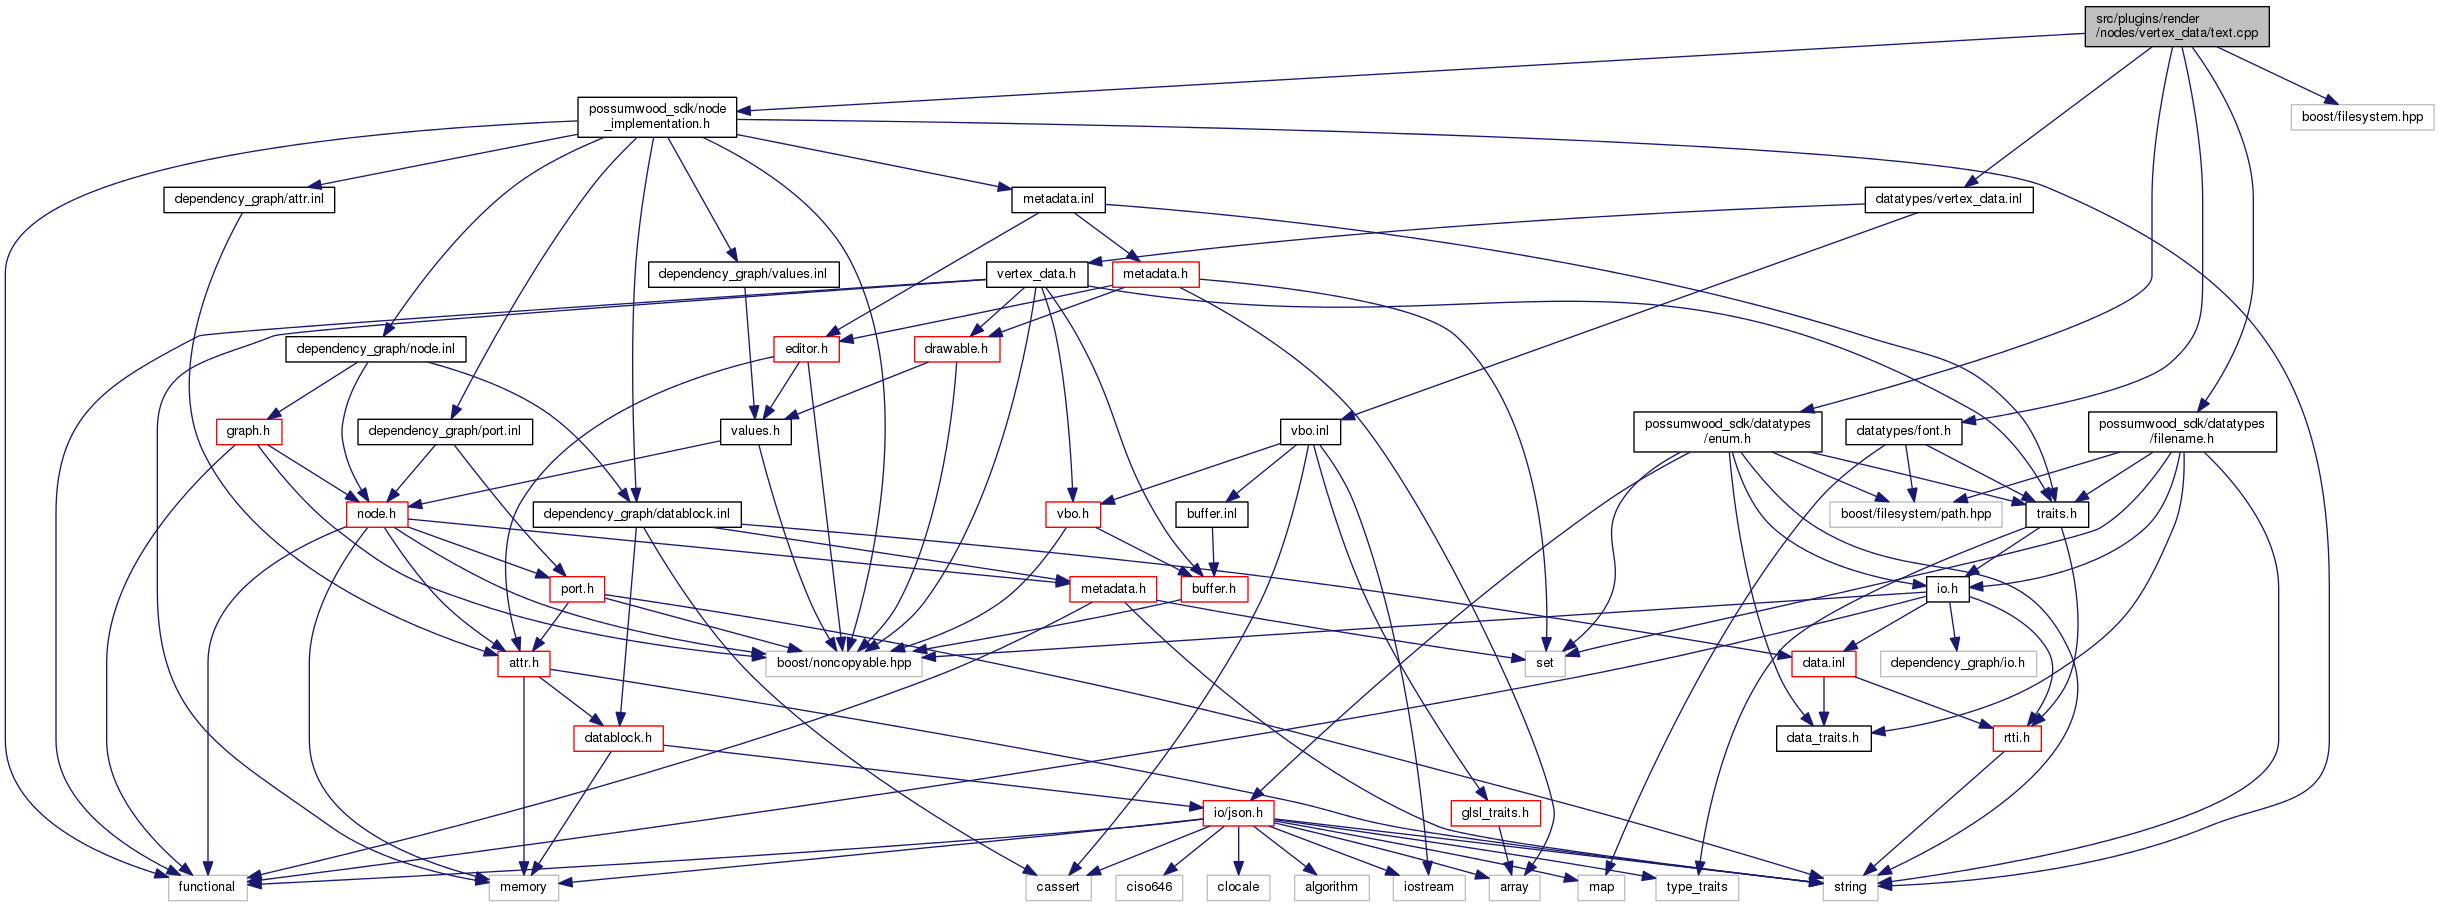 src/plugins/render
/nodes/vertex_data/text.cpp
possumwood_sdk/node
_implementation.h
boost/filesystem.hpp
dependency_graph/attr.inl
metadata.inl
datatypes/vertex_data.inl
dependency_graph/values.inl
vertex_data.h
metadata.h
dependency_graph/node.inl
editor.h
drawable.h
graph.h
dependency_graph/port.inl
values.h
vbo.inl
possumwood_sdk/datatypes
/enum.h
datatypes/font.h
possumwood_sdk/datatypes
/filename.h
node.h
dependency_graph/datablock.inl
vbo.h
buffer.inl
boost/filesystem/path.hpp
traits.h
port.h
metadata.h
buffer.h
io.h
attr.h
boost/noncopyable.hpp
set
data.inl
dependency_graph/io.h
datablock.h
data_traits.h
rtti.h
io/json.h
glsl_traits.h
functional
memory
cassert
ciso646
clocale
algorithm
iostream
array
map
type_traits
string